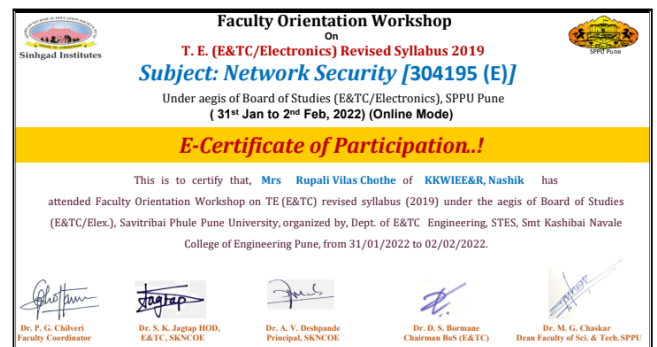 Faculty Orientation Workshop
On
T. E. (E&TC/Electronics) Revised Syllabus 2019
Sinhgad Institutes
SPPU Pune
Subject: Network Security [304195 (E)]
Under aegis of Board of Studies (E&TC/Electronics), SPPU Pune
( 31st Jan to 2nd Feb, 2022) (Online Mode)
E-Certificate of Participation..!
This is to certify that, Mrs Rupali Vilas Chothe of KKWIEE&R, Nashik has
attended Faculty Orientation Workshop on TE (E&TC) revised syllabus (2019) under the aegis of Board of Studies
(E&TC/Elex.), Savitribai Phule Pune University, organized by, Dept. of E&TC Engineering, STES, Smt Kashibai Navale
College of Engineering Pune, from 31/01/2022 to 02/02/2022.
Jagtap
Dr. P. G. Chilveri Dr. S. K. Jagtap HOD, Dr. A. V. Deshpande Dr. D. S. Bormane Dr. M. G. Chaskar
Faculty Coordinator E&TC, SKNCOE Principal, SKNCOE Chairman BoS (E&TC) Dean Faculty of Sci. & Tech. SPPU